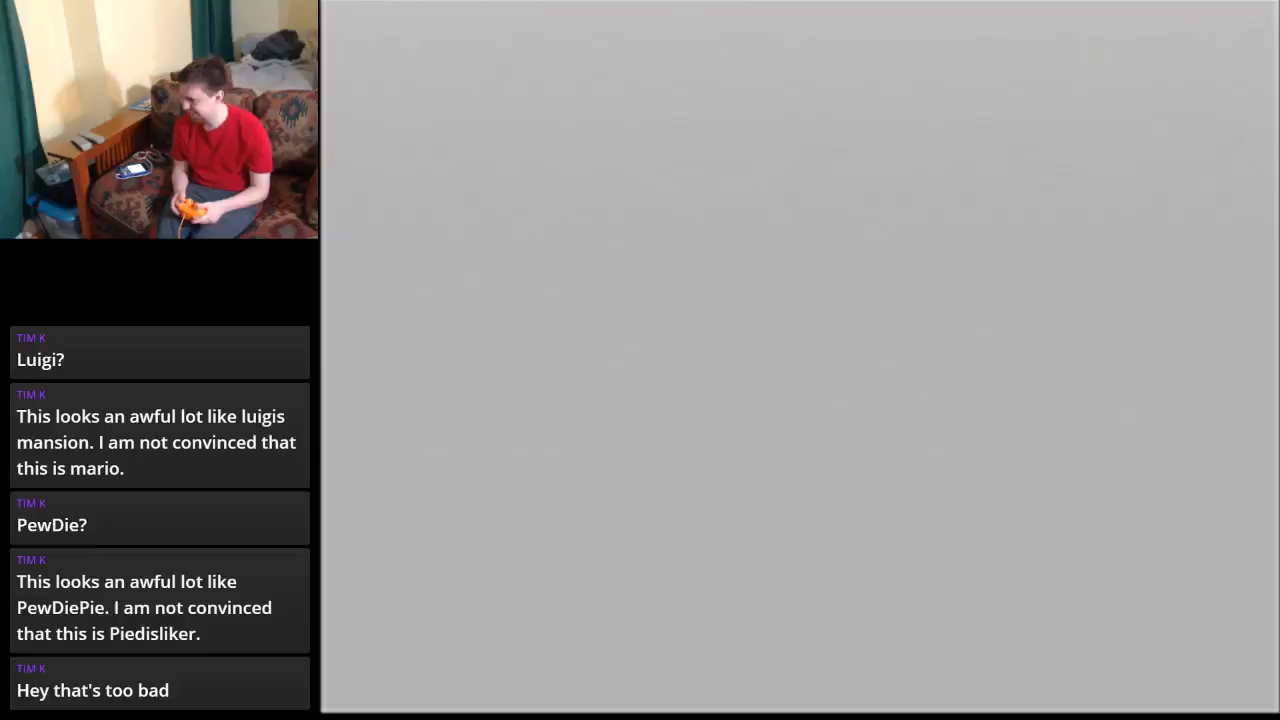 TIM K
Luigi?
TIM K
This looks an awful lot like luigis
mansion. I am not convinced that
this is mario.
TIM K
PewDie?
TIM K
This looks an awful lot like
PewDiePie. I am not convinced
that this is Piedisliker.
TIM K
Hey that's too bad